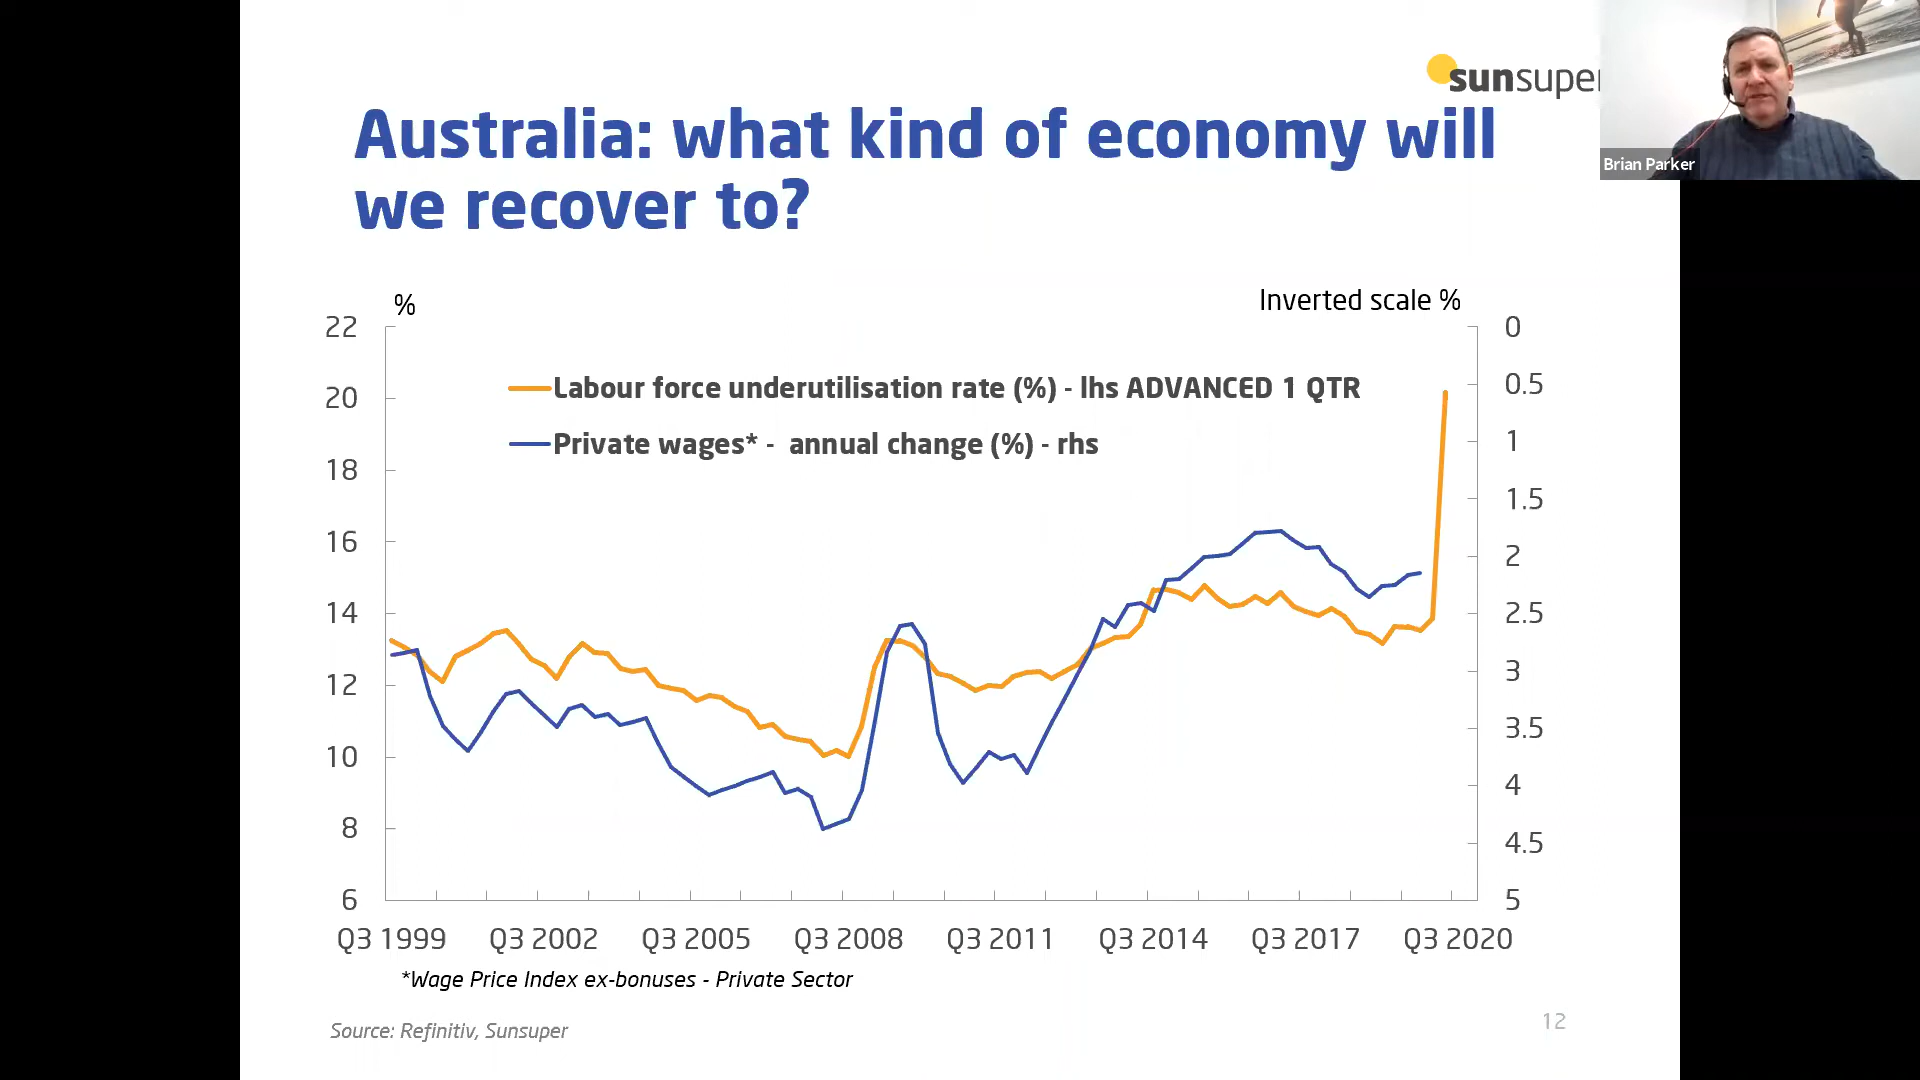 sunsuper
Brian Parker
Australia: what kind of economy will
we recover to?
%
Inverted scale %
22
20
18
16
14
12
10
8
6
0
0.5
1
1.5
2
2.5
3
3.5
4
4.5
5
Labour force underutilisation rate (%) - lhs ADVANCED 1 QTR
Private wages* - annual change (%) - rhs
Q3 1999 Q3 2002 Q3 2005 Q3 2008 Q3 2011 Q3 2014 Q3 2017 Q3 2020
*Wage Price Index ex-bonuses - Private Sector
Source: Refinitiv, Sunsuper
12